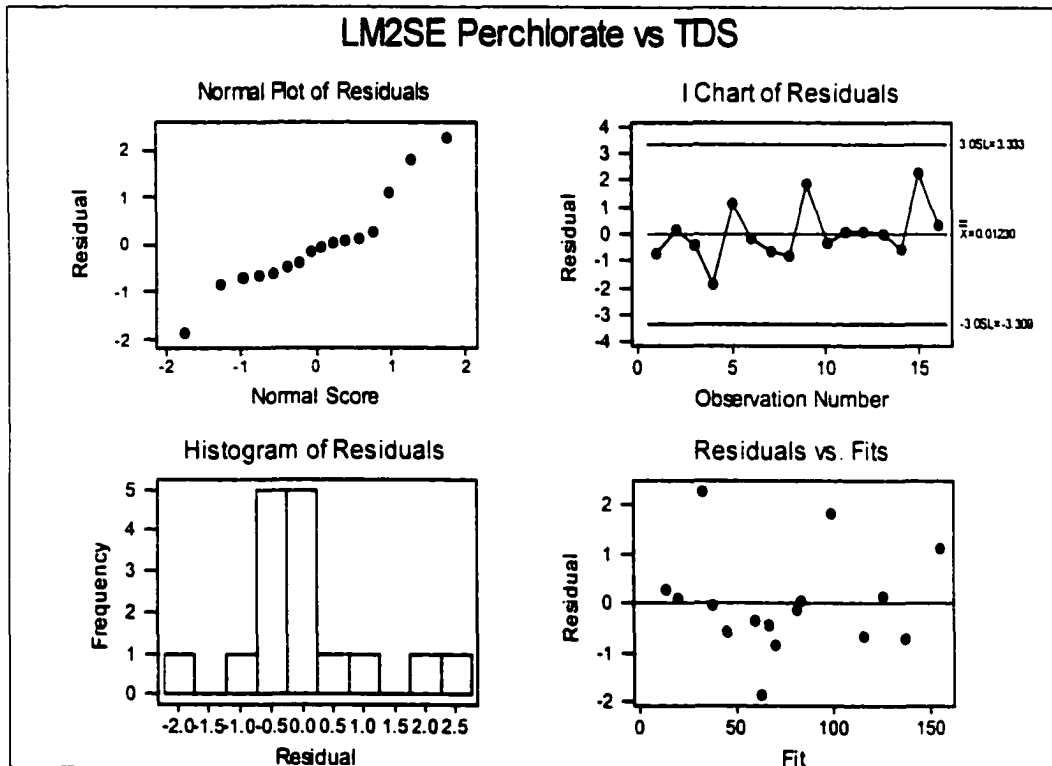 LM2SE Perchlorate vs TDS
Normal Plot of Residuals
Residual
2
1
0
-1
-2
-2 -1 0 1 2
Normal Score
I Chart of Residuals
Residual
4
3
2
1
0
-1
-2
-3
-4
3.0SL=3.333
X=0.01230
-3.0SL=-3.309
0 5 10 15
Observation Number
Histogram of Residuals
Frequency
5
4
3
2
1
0
-2.0-1.5-1.0-0.5 0.0 0.5 1.0 1.5 2.0 2.5
Residual
Residuals vs. Fits
Residual
2
1
0
-1
-2
0 50 100 150
Fit